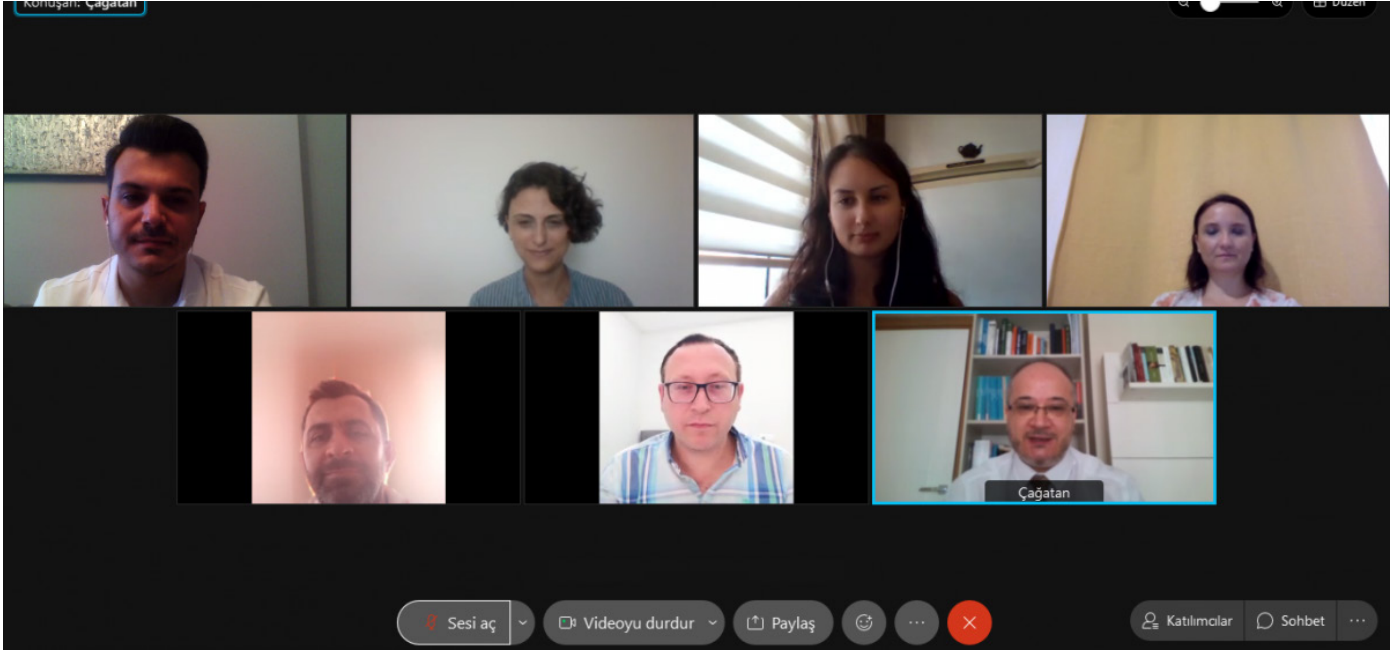 Konuşan: Çağatan
Düzen
Çağatan
Sesi aç
Videoyu durdur
Paylaş
Katılımcılar
Sohbet